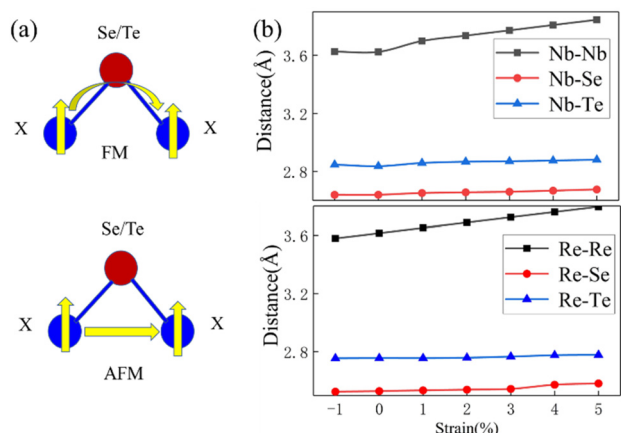 (a)
Se/Te
X
X
FM
Se/Te
X
X
AFM
(b)
Distance(Å)
3.6
3.2
2.8
Nb-Nb
Nb-Se
Nb-Te
Distance(Å)
3.6
3.2
2.8
Re-Re
Re-Se
Re-Te
-1 0 1 2 3 4 5
Strain(%)